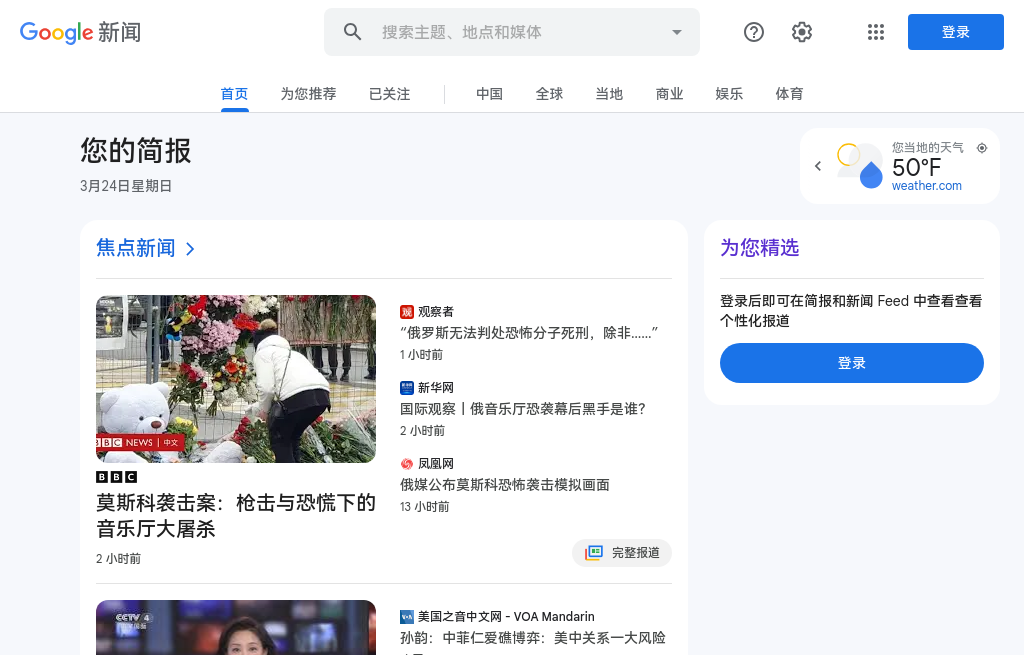 Google 新闻
搜索主题、地点和媒体
登录
首页
为您推荐
已关注
中国
全球
当地
商业
娱乐
体育
您的简报
3月24日星期日
您当地的天气
50°F
weather.com
焦点新闻
为您精选
登录后即可在简报和新闻 Feed 中查看查看
个性化报道
登录
BBC NEWS | 中文
BBC
莫斯科袭击案：枪击与恐慌下的
音乐厅大屠杀
2 小时前
观察者
“俄罗斯无法判处恐怖分子死刑，除非……”
1 小时前
新华网
国际观察丨俄音乐厅恐袭幕后黑手是谁？
2 小时前
凤凰网
俄媒公布莫斯科恐怖袭击模拟画面
13 小时前
完整报道
CCTV 4
美国之音中文网 - VOA Mandarin
孙韵：中菲仁爱礁博弈：美中关系一大风险